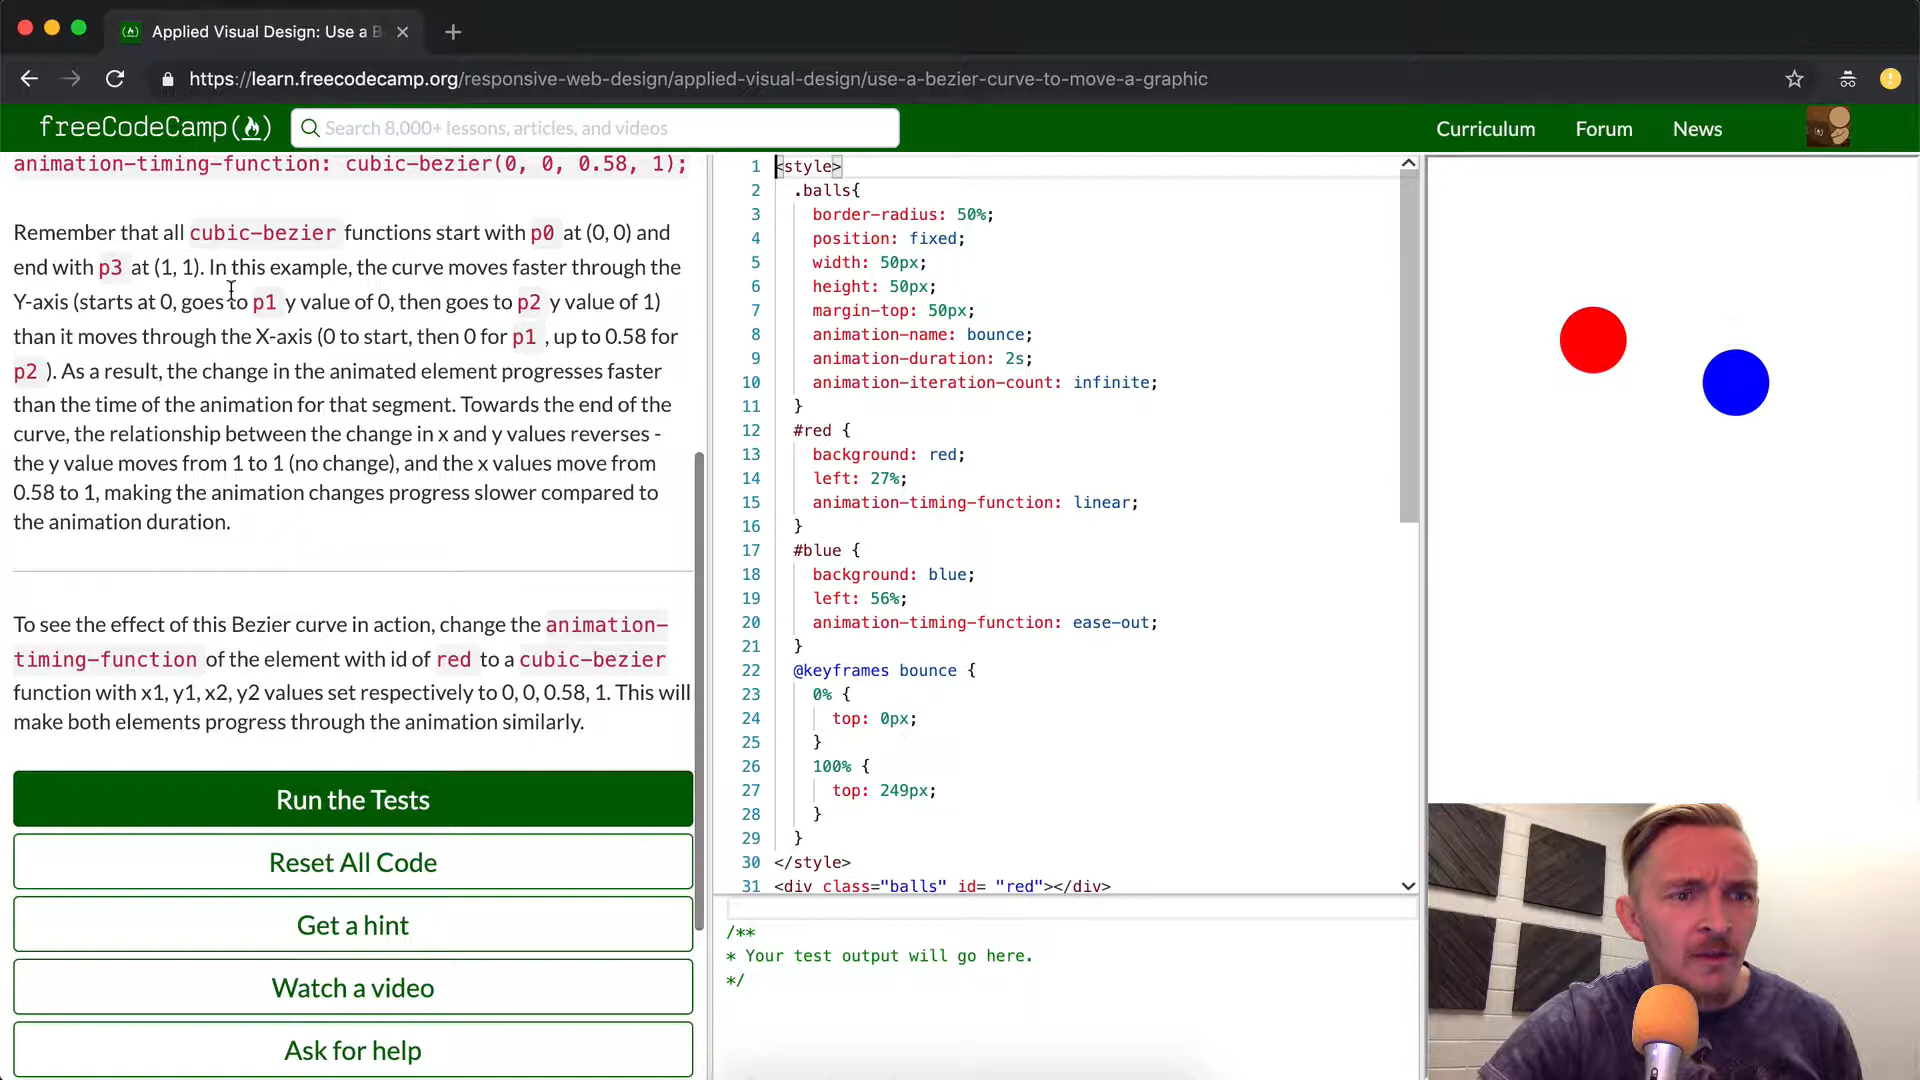 Applied Visual Design: Use a B
https://learn.freecodecamp.org/responsive-web-design/applied-visual-design/use-a-bezier-curve-to-move-a-graphic
freeCodeCamp
Search 8,000+ lessons, articles, and videos
Curriculum
Forum
News
animation-timing-function: cubic-bezier(0, 0, 0.58, 1);
Remember that all cubic-bezier functions start with p0 at (0, 0) and
end with p3 at (1, 1). In this example, the curve moves faster through the
Y-axis (starts at 0, goes to p1 y value of 0, then goes to p2 y value of 1)
than it moves through the X-axis (0 to start, then 0 for p1 , up to 0.58 for
p2 ). As a result, the change in the animated element progresses faster
than the time of the animation for that segment. Towards the end of the
curve, the relationship between the change in x and y values reverses -
the y value moves from 1 to 1 (no change), and the x values move from
0.58 to 1, making the animation changes progress slower compared to
the animation duration.
To see the effect of this Bezier curve in action, change the animation-
timing-function of the element with id of red to a cubic-bezier
function with x1, y1, x2, y2 values set respectively to 0, 0, 0.58, 1. This will
make both elements progress through the animation similarly.
Run the Tests
Reset All Code
Get a hint
Watch a video
Ask for help
1 <style>
2 .balls{
3 border-radius: 50%;
4 position: fixed;
5 width: 50px;
6 height: 50px;
7 margin-top: 50px;
8 animation-name: bounce;
9 animation-duration: 2s;
10 animation-iteration-count: infinite;
11 }
12 #red {
13 background: red;
14 left: 27%;
15 animation-timing-function: linear;
16 }
17 #blue {
18 background: blue;
19 left: 56%;
20 animation-timing-function: ease-out;
21 }
22 @keyframes bounce {
23 0% {
24 top: 0px;
25 }
26 100% {
27 top: 249px;
28 }
29 }
30 </style>
31 <div class="balls" id= "red"></div>
/**
* Your test output will go here.
*/